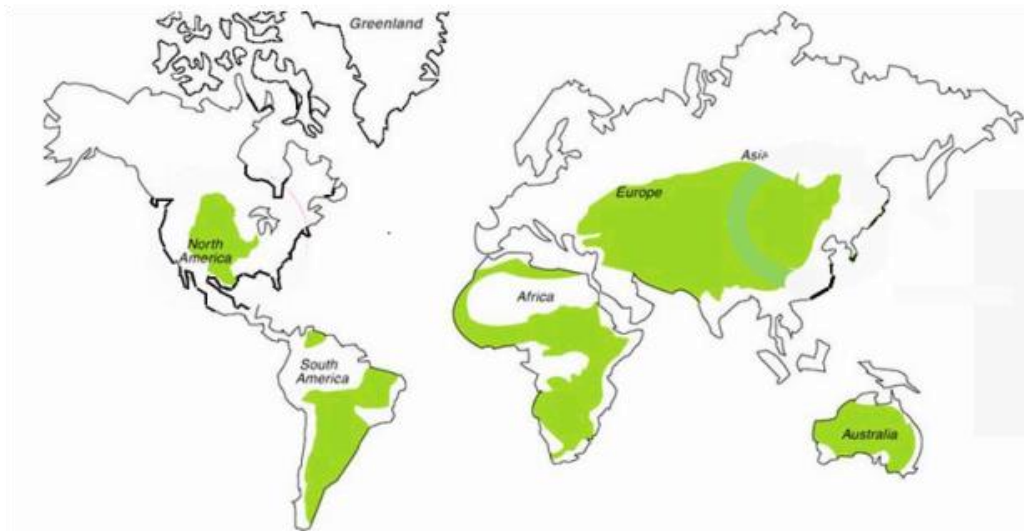 Greenland
Asia
Europe
North
America
Africa
South
America
Australia